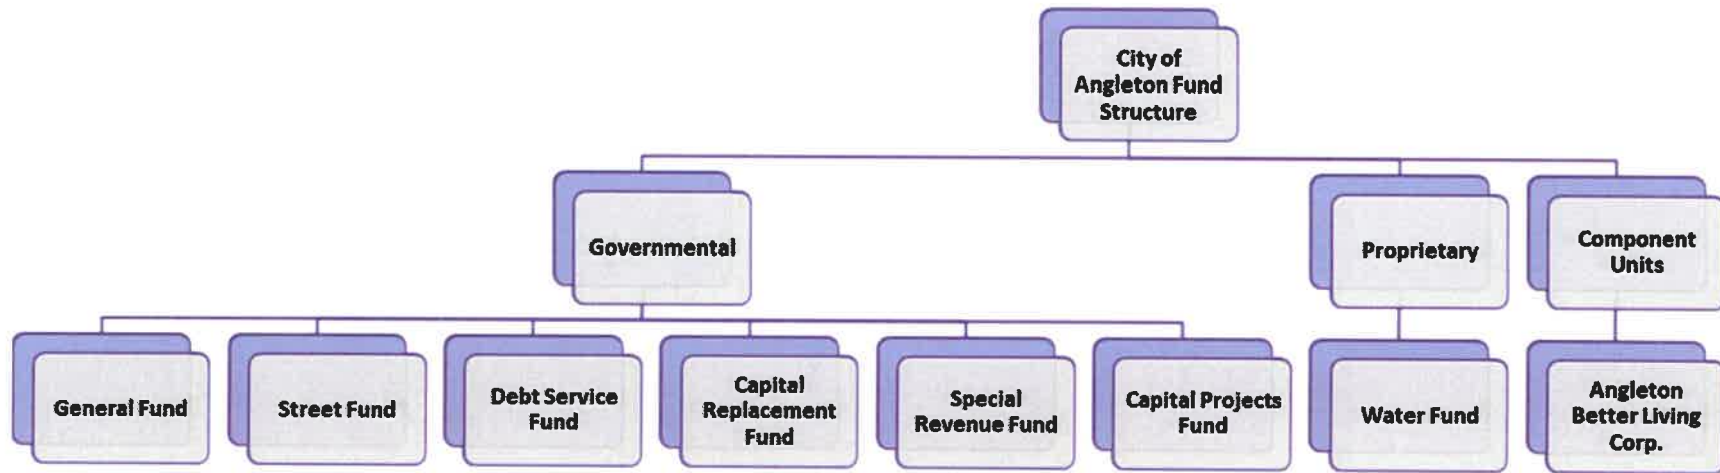 City of
Angleton Fund
Structure
Governmental
Proprietary
Component
Units
General Fund
Street Fund
Debt Service
Fund
Capital
Replacement
Fund
Special
Revenue Fund
Capital Projects
Fund
Water Fund
Angleton
Better Living
Corp.